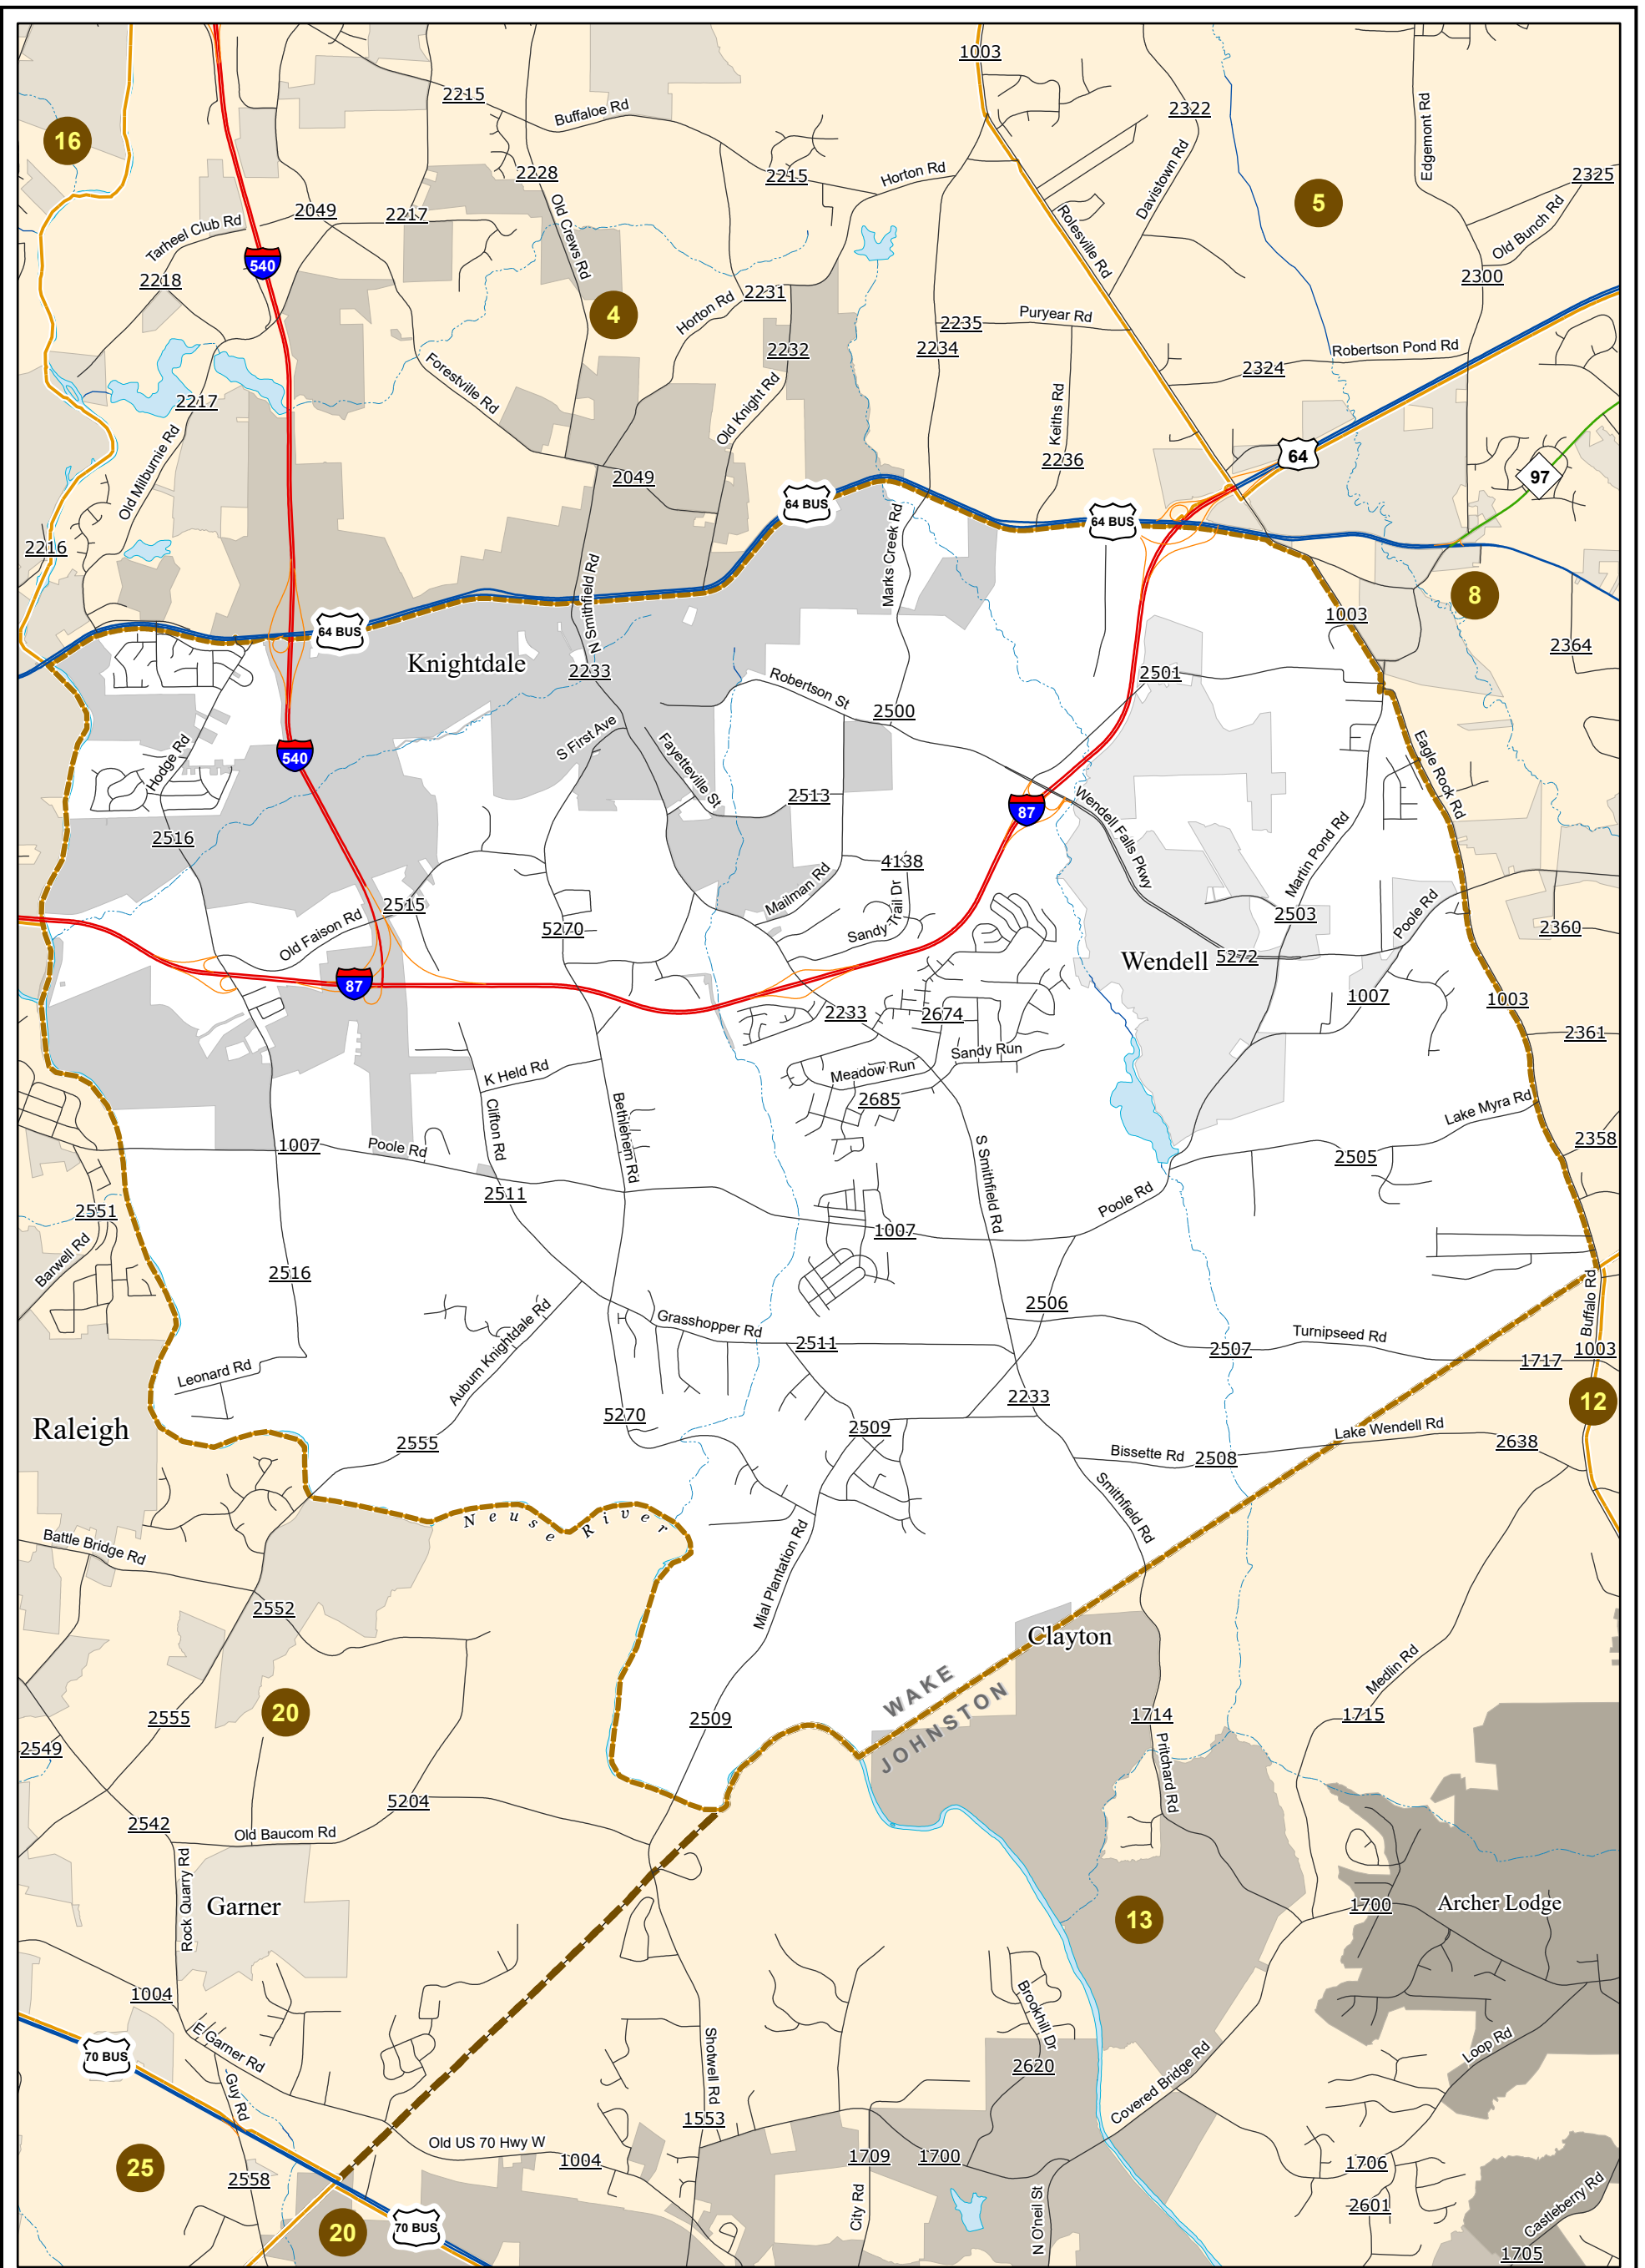 1003
2215
Buffaloe Rd
2322
Edgemont Rd
16
2228
2215
Horton Rd
Davistown Rd
2325
5
2049
2217
Tarheel Club Rd
Old Crews Rd
Rolesville Rd
Old Bunch Rd
540
2218
2300
2231
4
Horton Rd
2235
Puryear Rd
2232
2234
2324
Robertson Pond Rd
Forestville Rd
2217
Old Knight Rd
Keiths Rd
Old Milburnie Rd
2236
64
2049
97
64 BUS
64 BUS
Marks Creek Rd
2216
N Smithfield Rd
8
1003
64 BUS
2364
Knightdale
2233
2501
Robertson St
2500
S First Ave
Hodge Rd
540
Fayetteville St
Eagle Rock Rd
2513
87
Wendell Falls Pkwy
2516
Martin Pond Rd
4138
Mailman Rd
Sandy Trail Dr
2515
Old Faison Rd
5270
2503
Poole Rd
2360
Wendell
5272
87
1007
1003
2233
2674
2361
Sandy Run
K Held Rd
Meadow Run
2685
Clifton Rd
Bethlehem Rd
Lake Myra Rd
1007
Poole Rd
S Smithfield Rd
2358
2505
2511
Poole Rd
2551
1007
Barwell Rd
2516
Buffalo Rd
2506
Auburn Knightdale Rd
Grasshopper Rd
2511
Turnipseed Rd
2507
1003
1717
Leonard Rd
2233
12
Raleigh
5270
2509
2555
Lake Wendell Rd
2638
Bissette Rd
2508
Smithfield Rd
Neuse River
Battle Bridge Rd
Mial Plantation Rd
2552
Clayton
WAKE
JOHNSTON
Medlin Rd
20
2555
2509
1714
1715
2549
Pritchard Rd
5204
2542
Old Baucom Rd
Rock Quarry Rd
Garner
13
1700
Archer Lodge
1004
Brookhill Dr
E Garner Rd
70 BUS
Shotwell Rd
2620
Loop Rd
Guy Rd
Covered Bridge Rd
1553
Old US 70 Hwy W
1004
1709
1700
1706
25
2558
City Rd
N O'neil St
2601
Castleberry Rd
20
70 BUS
1705